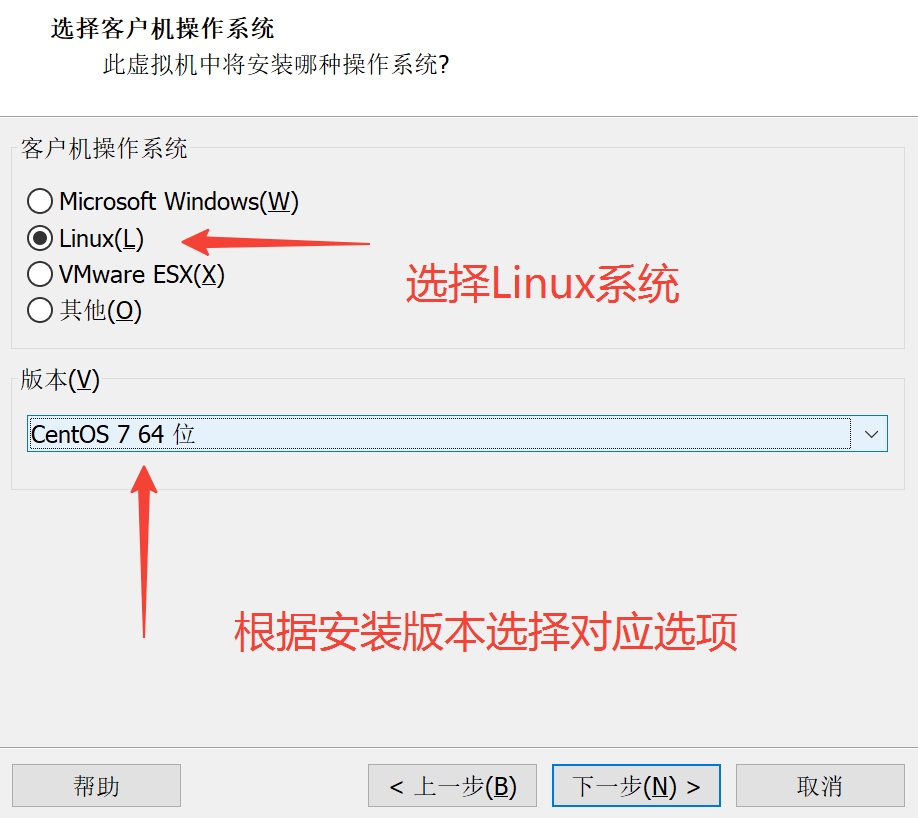 选择客户机操作系统
此虚拟机中将安装哪种操作系统?
客户机操作系统
Microsoft Windows(W)
Linux(L)
VMware ESX(X)
选择Linux系统
其他(O)
版本(V)
CentOS 7 64 位
根据安装版本选择对应选项
帮助
< 上一步(B)
下一步(N) >
取消